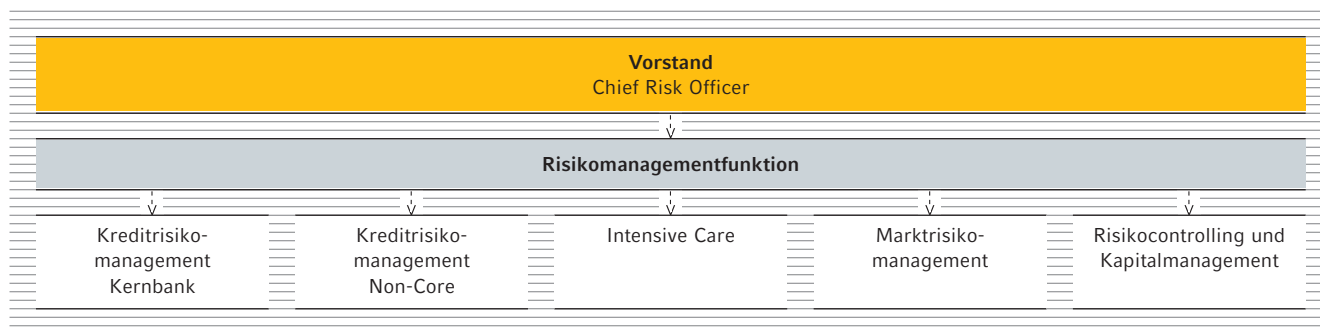 Vorstand
Chief Risk Officer
Risikomanagementfunktion
Kreditrisiko-
management
Kernbank
Kreditrisiko-
management
Non-Core
Intensive Care
Marktrisiko-
management
Risikocontrolling und
Kapitalmanagement